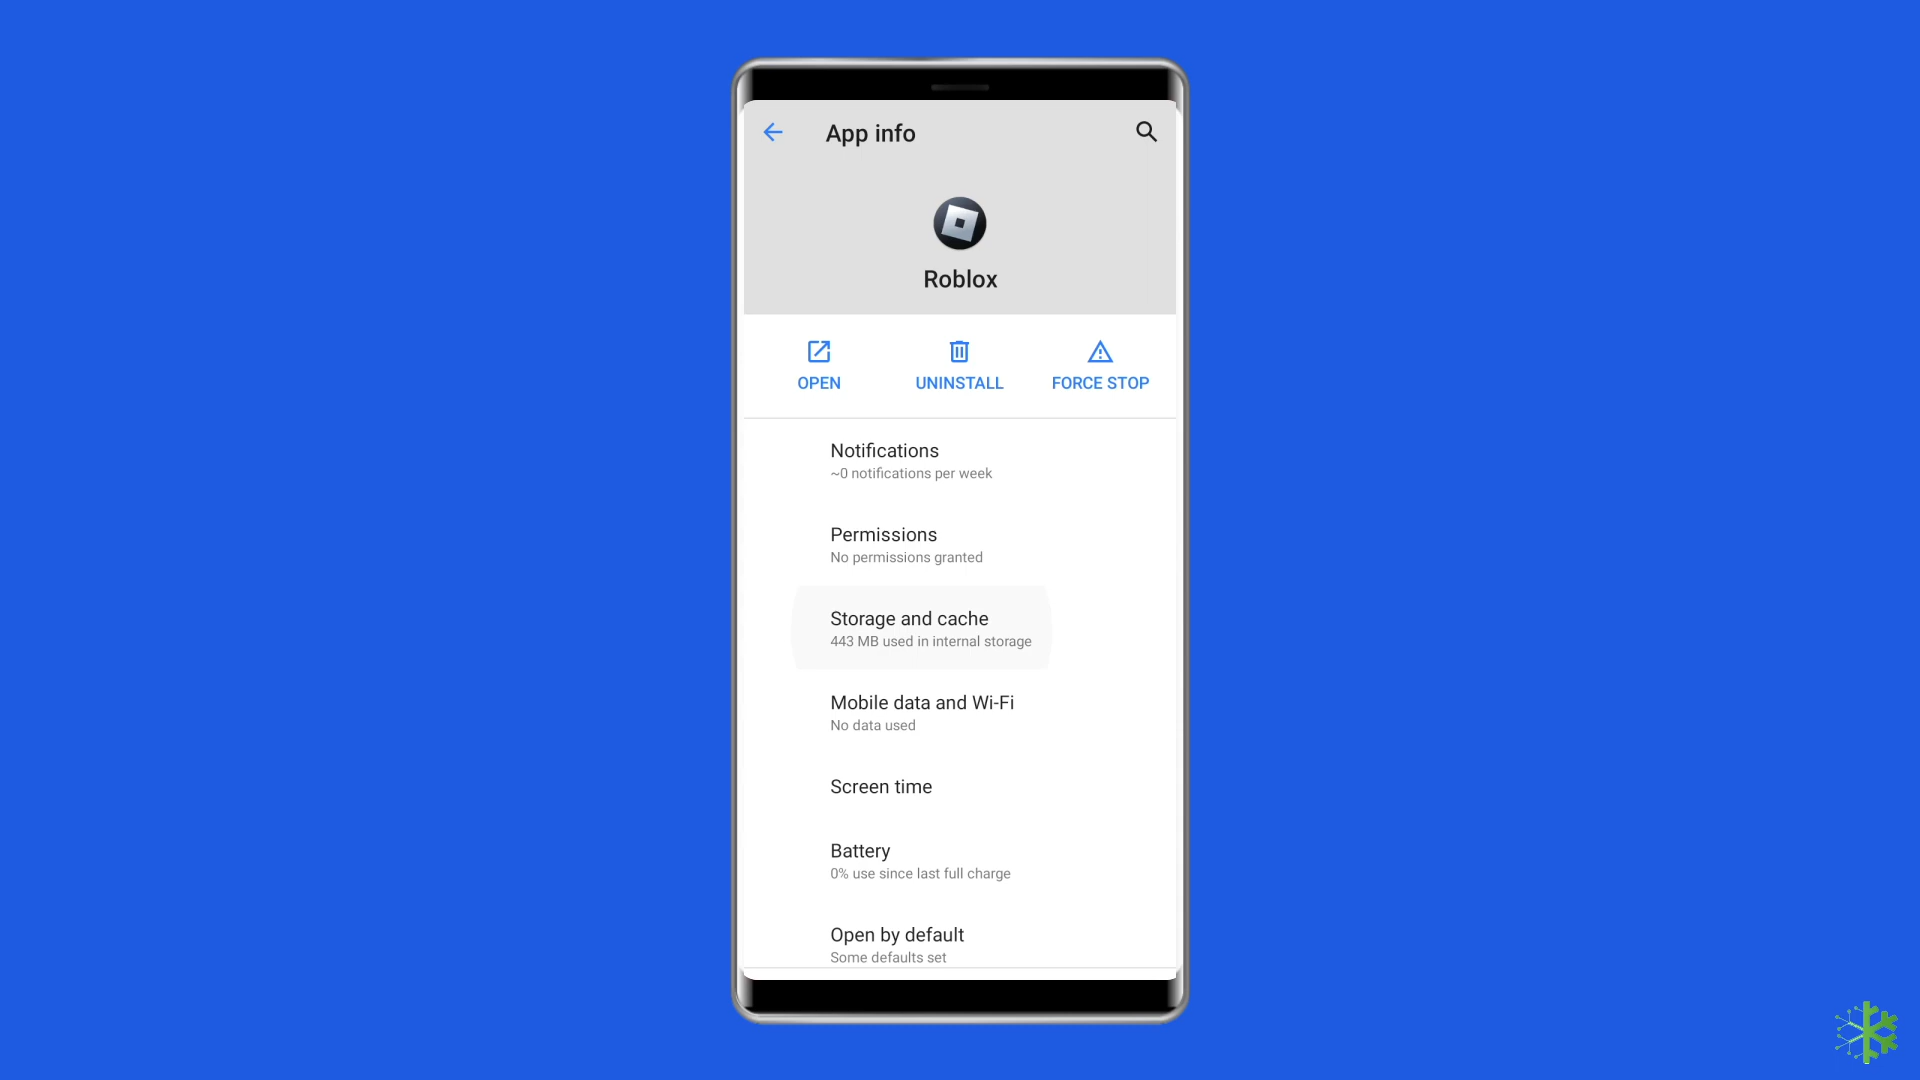 App info
Roblox
OPEN
UNINSTALL
FORCE STOP
Notifications
~0 notifications per week
Permissions
No permissions granted
Storage and cache
443 MB used in internal storage
Mobile data and Wi-Fi
No data used
Screen time
Battery
0% use since last full charge
Open by default
Some defaults set